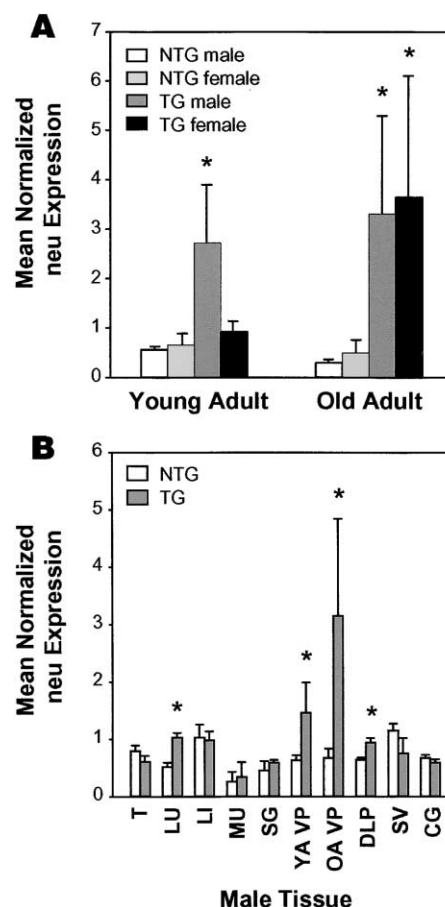 A
Mean Normalized
neu Expression
7
6
5
4
3
2
1
0
NTG male
NTG female
TG male
TG female
*
*
*
Young Adult
Old Adult
B
Mean Normalized
neu Expression
6
5
4
3
2
1
0
NTG
TG
*
*
*
*
T
LU
LI
MU
SG
YA VP
OA VP
DLP
SV
CG
Male Tissue